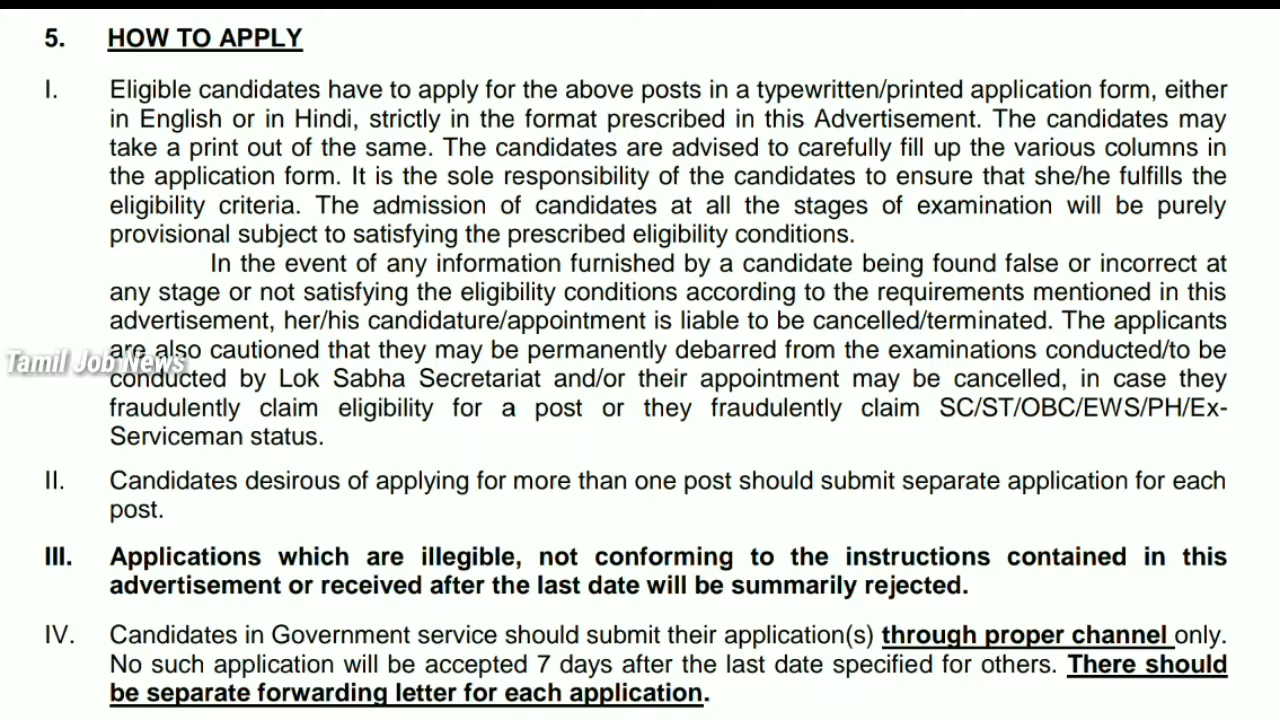 5. HOW TO APPLY
I. Eligible candidates have to apply for the above posts in a typewritten/printed application form, either
in English or in Hindi, strictly in the format prescribed in this Advertisement. The candidates may
take a print out of the same. The candidates are advised to carefully fill up the various columns in
the application form. It is the sole responsibility of the candidates to ensure that she/he fulfills the
eligibility criteria. The admission of candidates at all the stages of examination will be purely
provisional subject to satisfying the prescribed eligibility conditions.
In the event of any information furnished by a candidate being found false or incorrect at
any stage or not satisfying the eligibility conditions according to the requirements mentioned in this
advertisement, her/his candidature/appointment is liable to be cancelled/terminated. The applicants
are also cautioned that they may be permanently debarred from the examinations conducted/to be
Tamil Job News
conducted by Lok Sabha Secretariat and/or their appointment may be cancelled, in case they
fraudulently claim eligibility for a post or they fraudulently claim SC/ST/OBC/EWS/PH/Ex-
Serviceman status.
II. Candidates desirous of applying for more than one post should submit separate application for each
post.
III. Applications which are illegible, not conforming to the instructions contained in this
advertisement or received after the last date will be summarily rejected.
IV. Candidates in Government service should submit their application(s) through proper channel only.
No such application will be accepted 7 days after the last date specified for others. There should
be separate forwarding letter for each application.